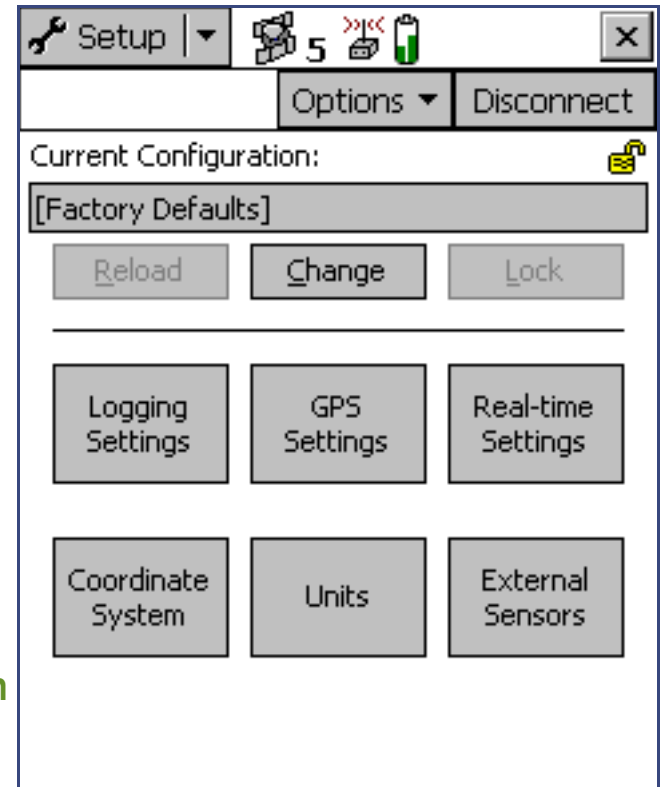 Setup
5
Options Disconnect
Current Configuration:
[Factory Defaults]
Reload Change Lock
Logging Settings
GPS Settings
Real-time Settings
Coordinate System
Units
External Sensors